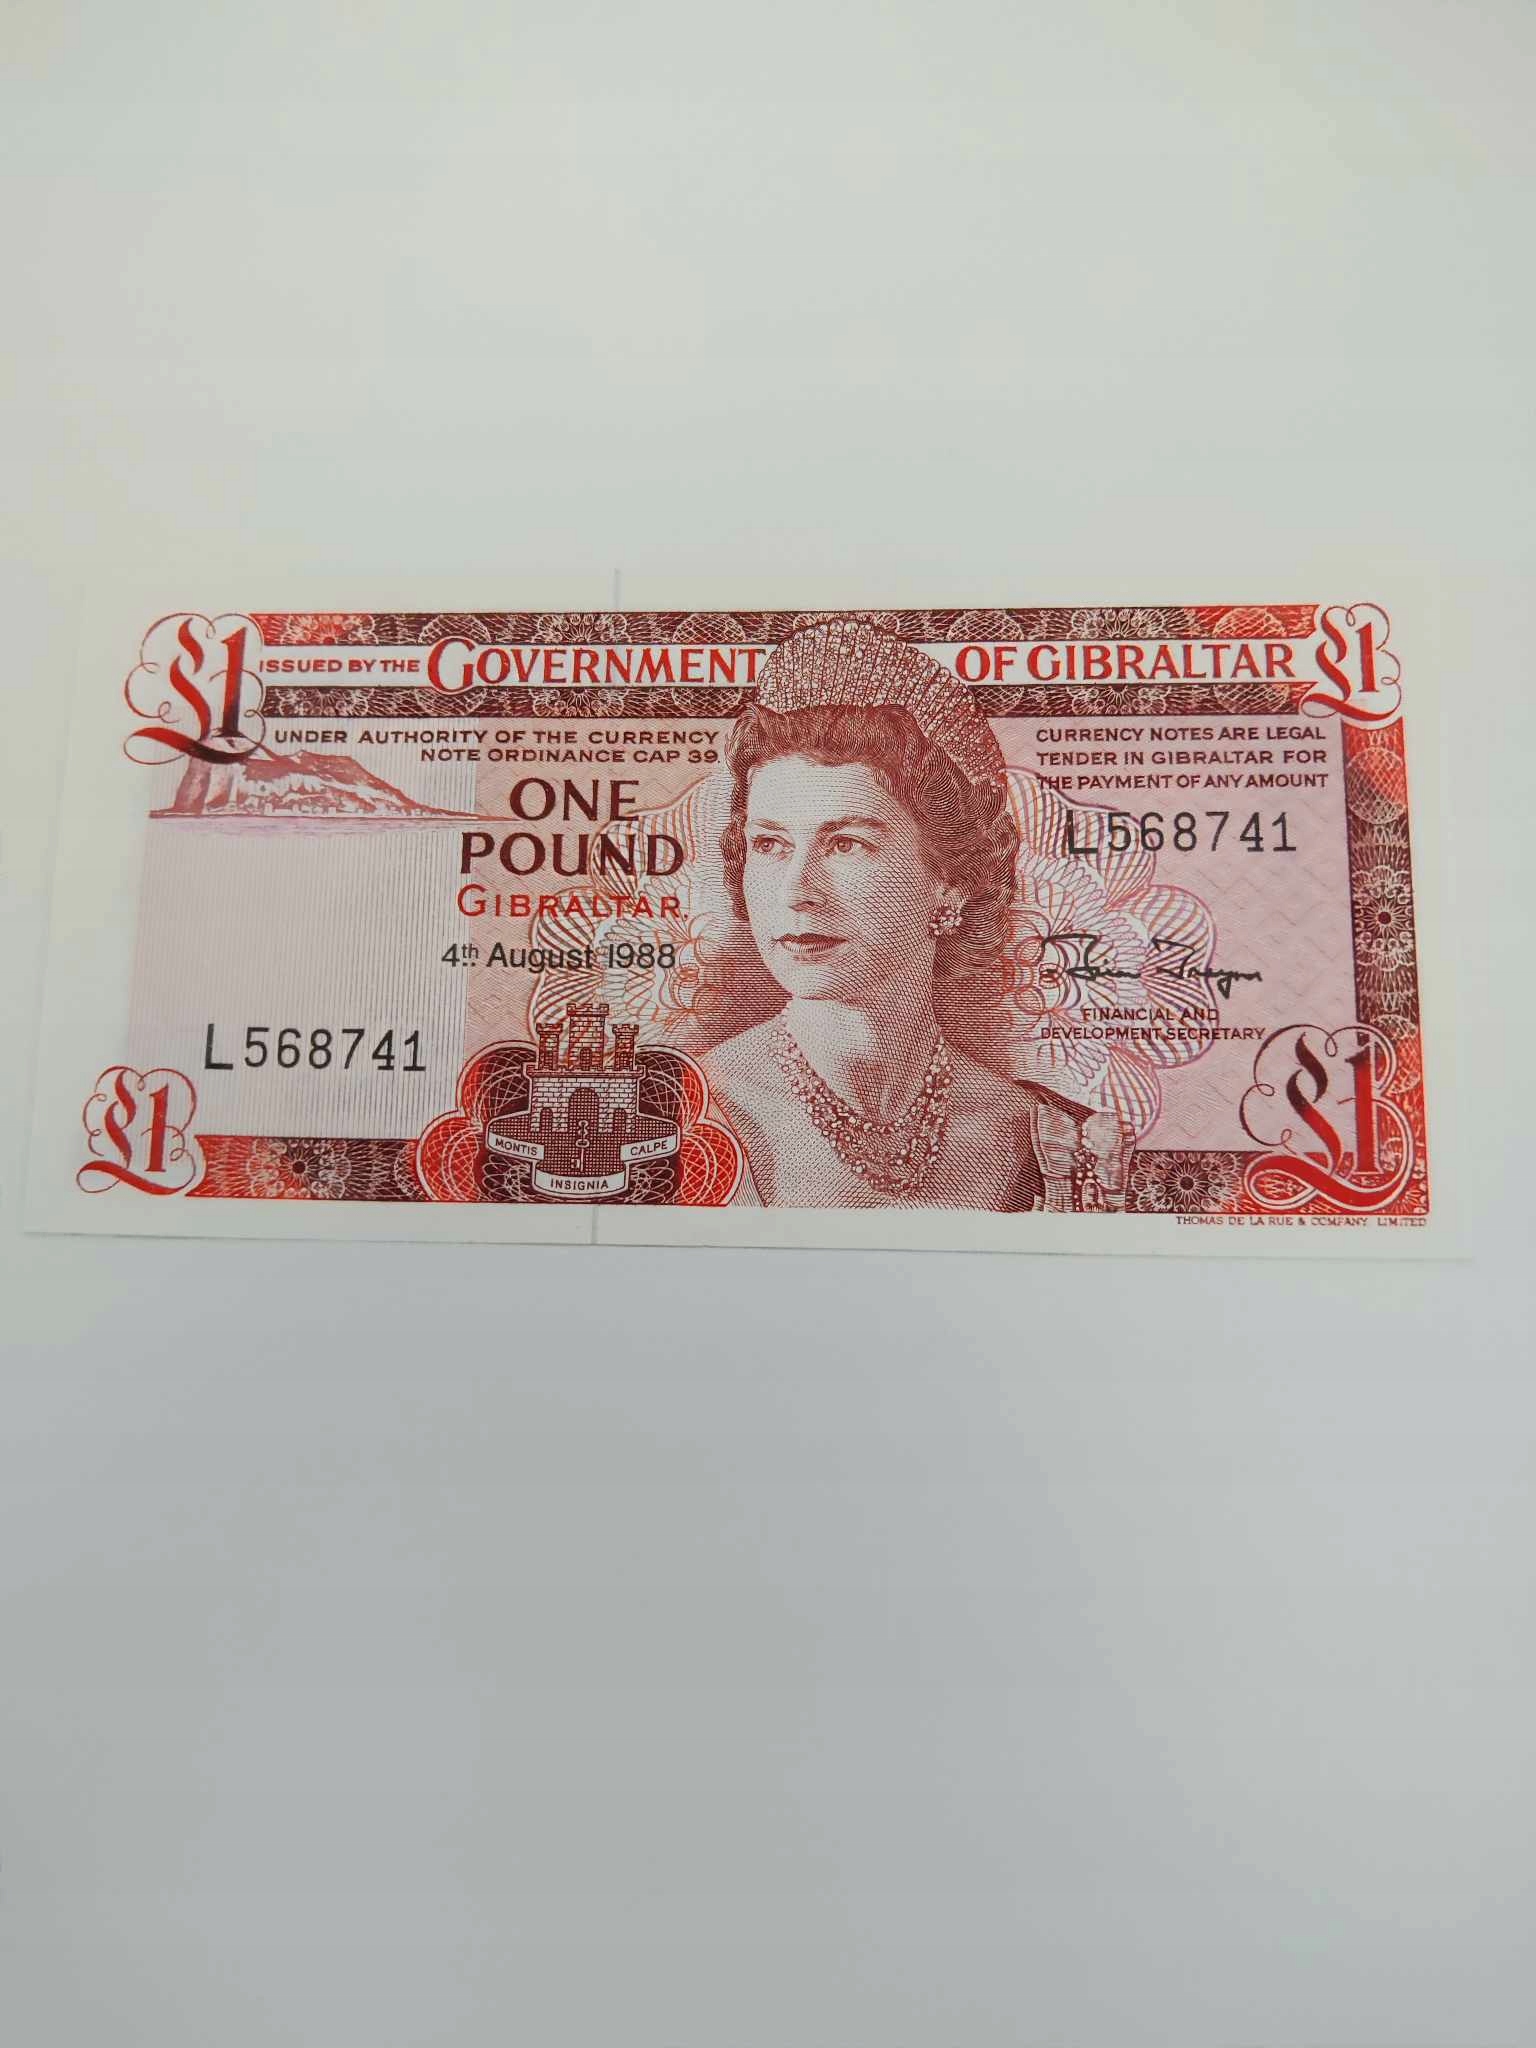 £1 ISSUED BY THE GOVERNMENT OF GIBRALTAR £1
UNDER AUTHORITY OF THE CURRENCY
NOTE ORDINANCE CAP 39.
CURRENCY NOTES ARE LEGAL
TENDER IN GIBRALTAR FOR
THE PAYMENT OF ANY AMOUNT
ONE
POUND
GIBRALTAR.
4th August 1988
L568741
L568741
FINANCIAL AND
DEVELOPMENT SECRETARY
£1
MONTIS
INSIGNIA
CALPE
£1
THOMAS DE LA RUE & COMPANY, LIMITED